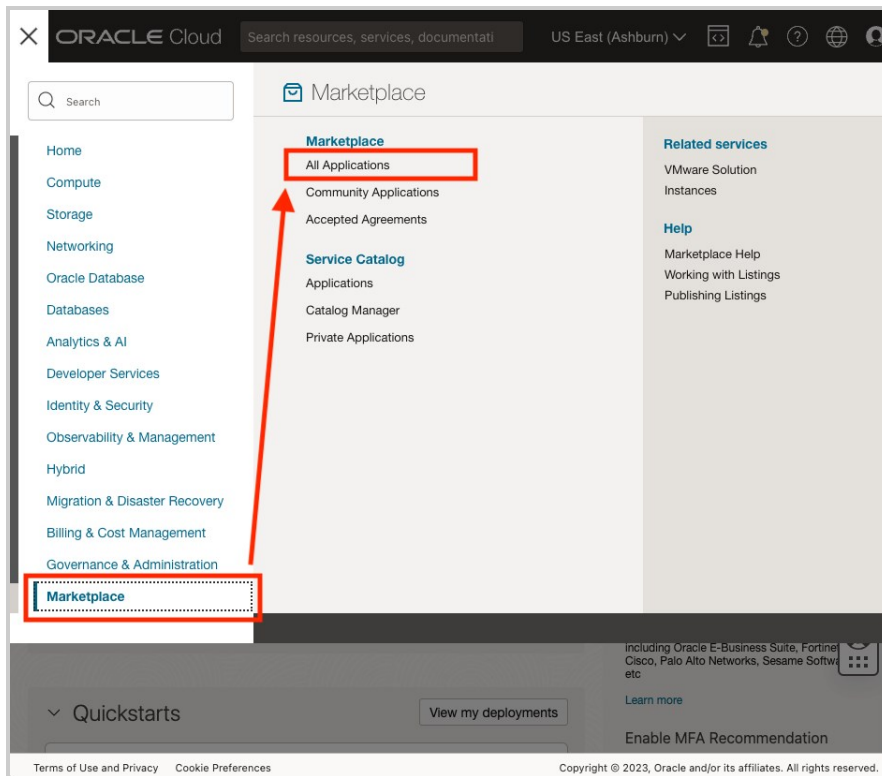 ORACLE Cloud
Search resources, services, documentati
US East (Ashburn)
Search
Home
Compute
Storage
Networking
Oracle Database
Databases
Analytics & AI
Developer Services
Identity & Security
Observability & Management
Hybrid
Migration & Disaster Recovery
Billing & Cost Management
Governance & Administration
Marketplace
Marketplace
Marketplace
All Applications
Community Applications
Accepted Agreements
Service Catalog
Applications
Catalog Manager
Private Applications
Related services
VMware Solution
Instances
Help
Marketplace Help
Working with Listings
Publishing Listings
including Oracle E-Business Suite, Fortinet
Cisco, Palo Alto Networks, Sesame Softwa
etc
Learn more
Quickstarts
View my deployments
Enable MFA Recommendation
Terms of Use and Privacy
Cookie Preferences
Copyright © 2023, Oracle and/or its affiliates. All rights reserved.